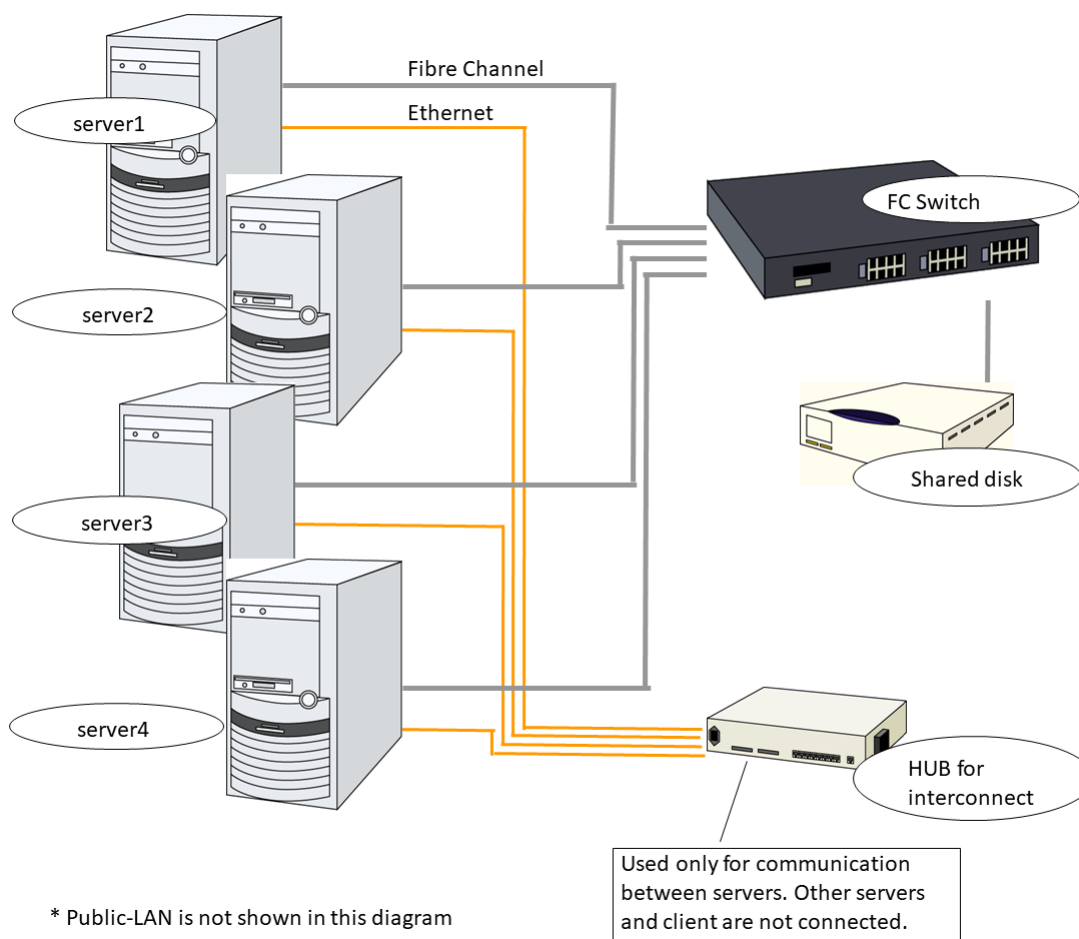 Fibre Channel
Ethernet
server1
FC Switch
server2
Shared disk
server3
server4
HUB for
interconnect
Used only for communication
between servers. Other servers
and client are not connected.
* Public-LAN is not shown in this diagram